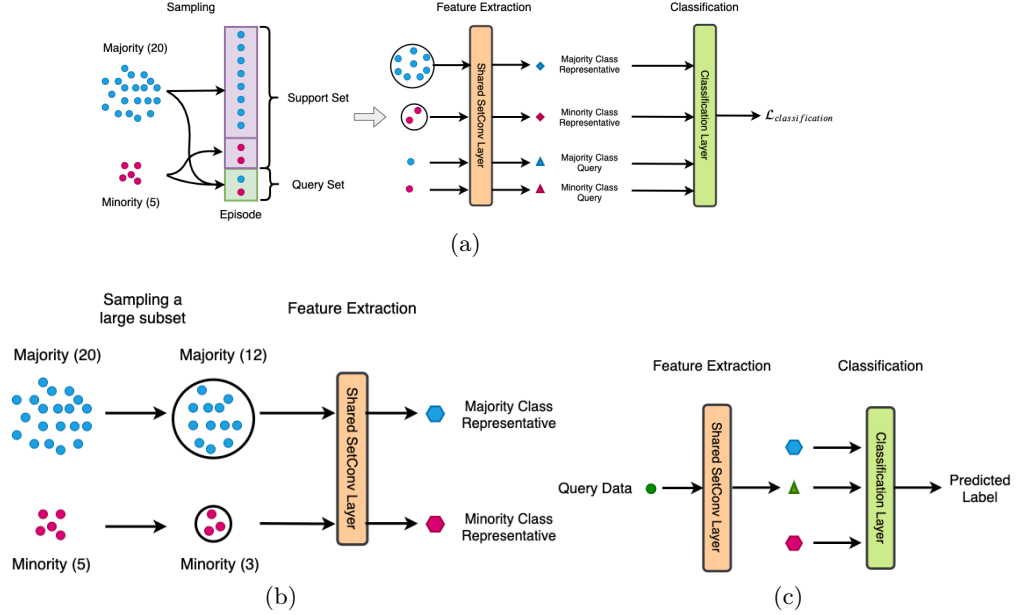 Sampling
Feature Extraction
Classification
Majority (20)
Minority (5)
Support Set
Query Set
Episode
Shared SetConv Layer
Majority Class
Representative
Minority Class
Representative
Majority Class
Query
Minority Class
Query
Classification Layer
ℒclassification
(a)
Sampling a
large subset
Feature Extraction
Majority (20)
Majority (12)
Shared SetConv Layer
Majority Class
Representative
Minority Class
Representative
Minority (5)
Minority (3)
(b)
Feature Extraction
Classification
Query Data
Shared SetConv Layer
Classification Layer
Predicted
Label
(c)